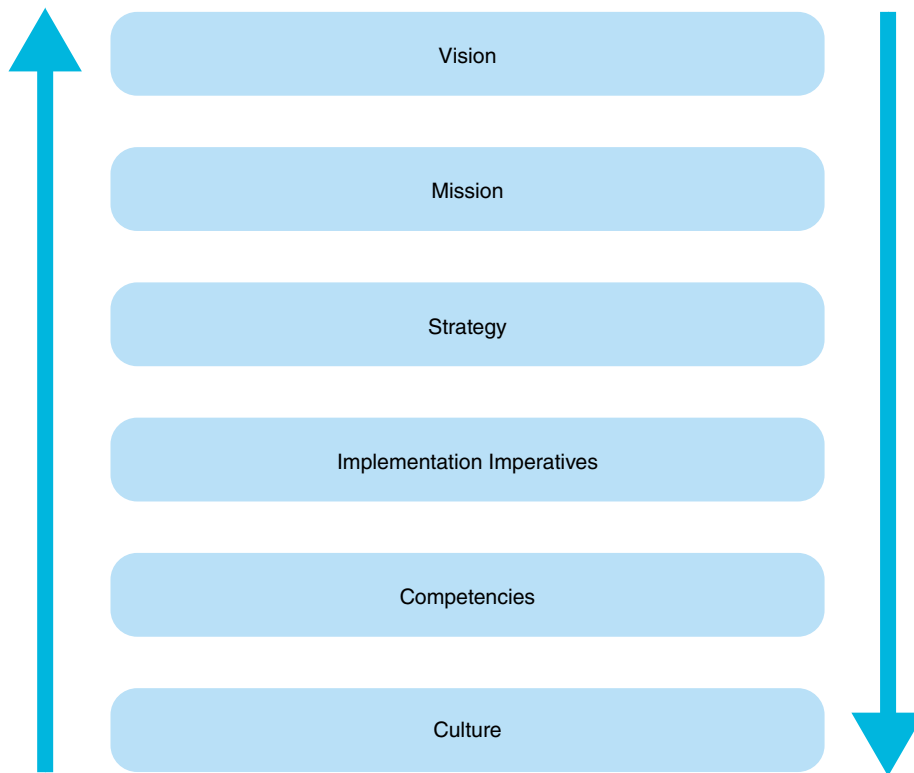 Vision
Mission
Strategy
Implementation Imperatives
Competencies
Culture